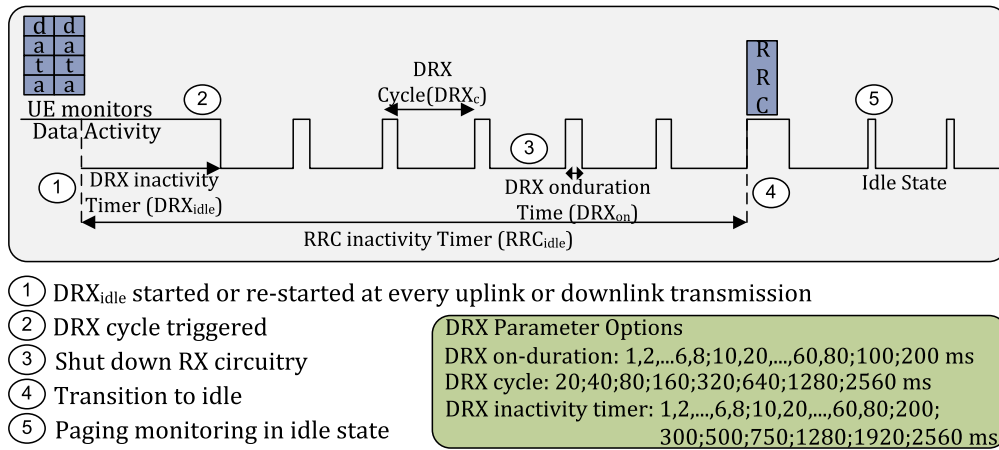 d d
a a
t t
a a
UE monitors
Data Activity
2
DRX
Cycle(DRXc)
R
R
C
5
3
1
DRX inactivity
Timer (DRXidle)
DRX onduration
Time (DRXon)
4
Idle State
RRC inactivity Timer (RRCidle)
1 DRXidle started or re-started at every uplink or downlink transmission
2 DRX cycle triggered
3 Shut down RX circuitry
4 Transition to idle
5 Paging monitoring in idle state
DRX Parameter Options
DRX on-duration: 1,2,...6,8;10,20,...,60,80;100;200 ms
DRX cycle: 20;40;80;160;320;640;1280;2560 ms
DRX inactivity timer: 1,2,...,6,8;10,20,...,60,80;200;
300;500;750;1280;1920;2560 ms